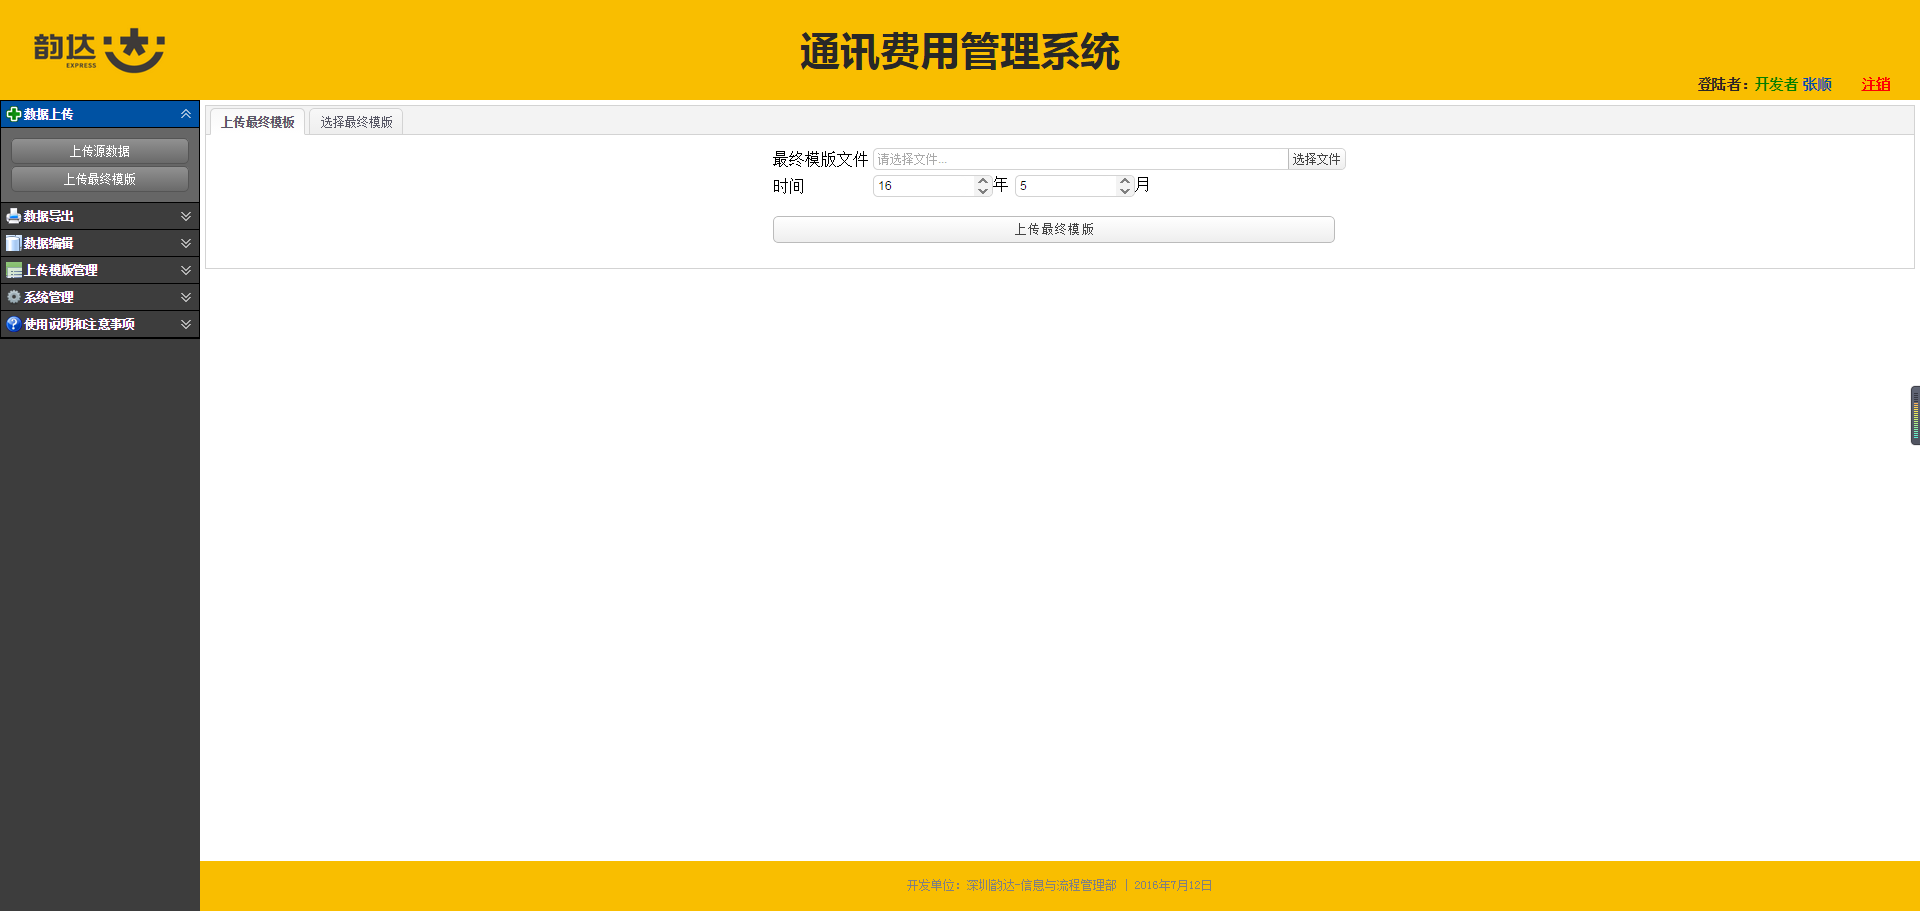 韵达
EXPRESS
通讯费用管理系统
登陆者：开发者 张顺 注销
数据上传
上传源数据
上传最终模版
数据导出
数据编辑
上传模版管理
系统管理
使用说明和注意事项
上传最终模板 选择最终模版
最终模版文件 请选择文件... 选择文件
时间 16 年 5 月
上传最终模版
开发单位：深圳韵达-信息与流程管理部 | 2016年7月12日